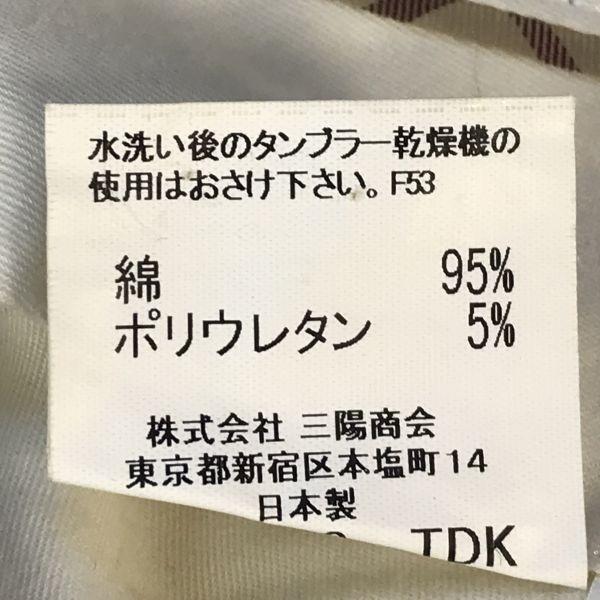 水洗い後のタンブラー乾燥機の
使用はおさけ下さい。F53
綿 95%
ポリウレタン 5%
株式会社 三陽商会
東京都新宿区本塩町14
日本製
TDK